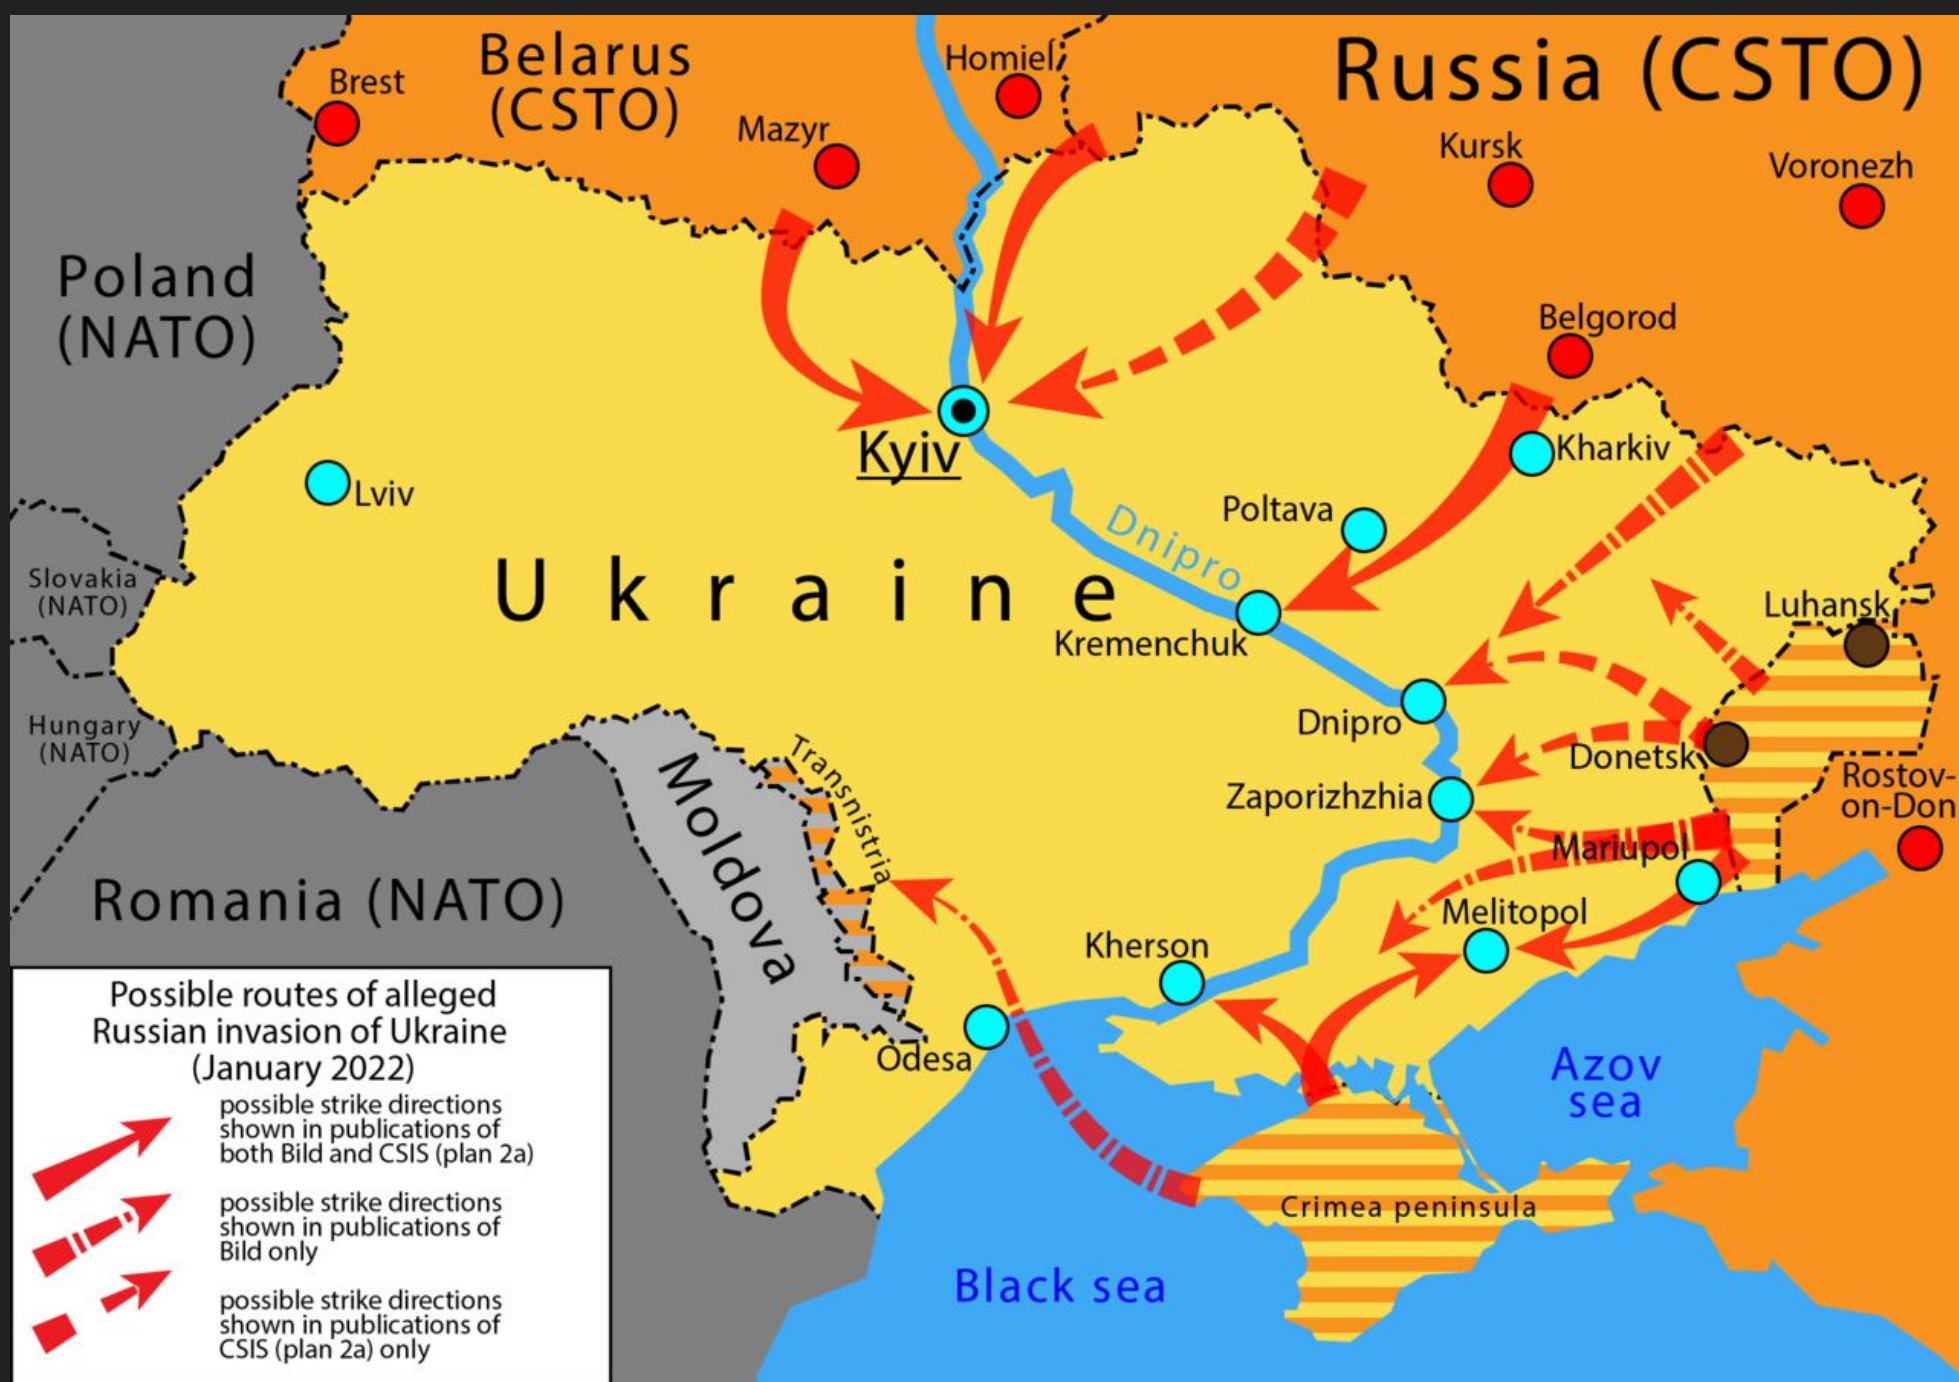 Belarus
(CSTO)
Homiel
Russia (CSTO)
Brest
Mazyr
Kursk
Voronezh
Poland
(NATO)
Belgorod
Kyiv
Kharkiv
Lviv
Poltava
Dnipro
Slovakia
(NATO)
Ukraine
Luhansk
Kremenchuk
Hungary
(NATO)
Dnipro
Donetsk
Moldova
Transnistria
Zaporizhzhia
Rostov-
on-Don
Mariupol
Romania (NATO)
Melitopol
Kherson
Odesa
Azov
sea
Crimea peninsula
Black sea
Possible routes of alleged
Russian invasion of Ukraine
(January 2022)
possible strike directions
shown in publications of
both Bild and CSIS (plan 2a)
possible strike directions
shown in publications of
Bild only
possible strike directions
shown in publications of
CSIS (plan 2a) only